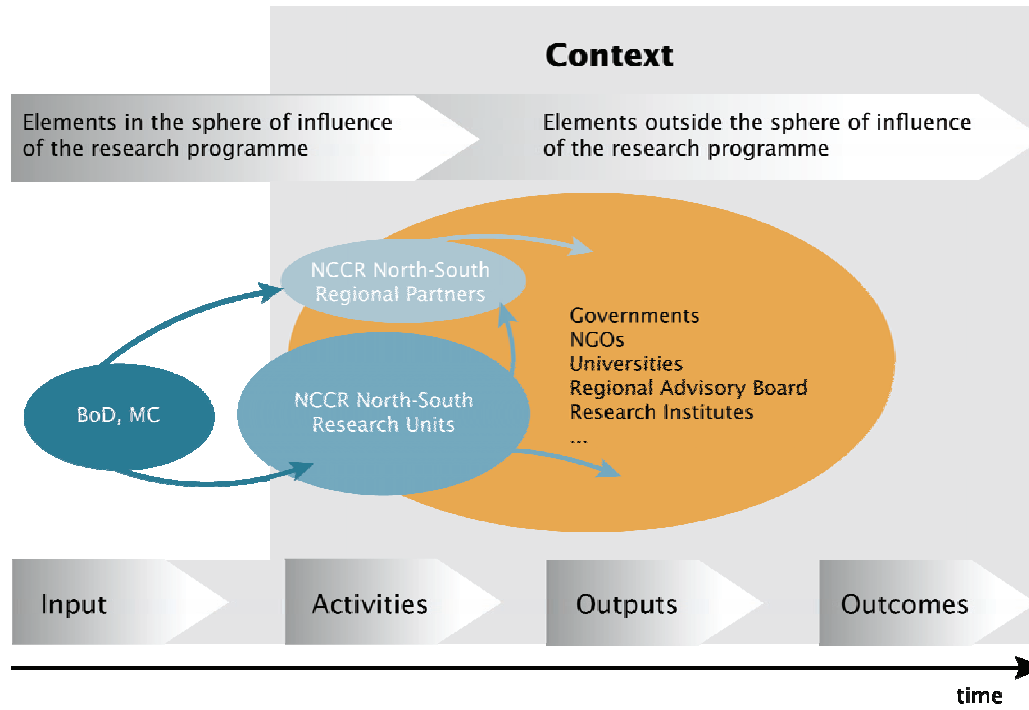 Context
Elements in the sphere of influence
of the research programme
Elements outside the sphere of influence
of the research programme
NCCR North-South
Regional Partners
Governments
NGOs
Universities
Regional Advisory Board
Research Institutes
...
NCCR North-South
Research Units
BoD, MC
Input
Activities
Outputs
Outcomes
time